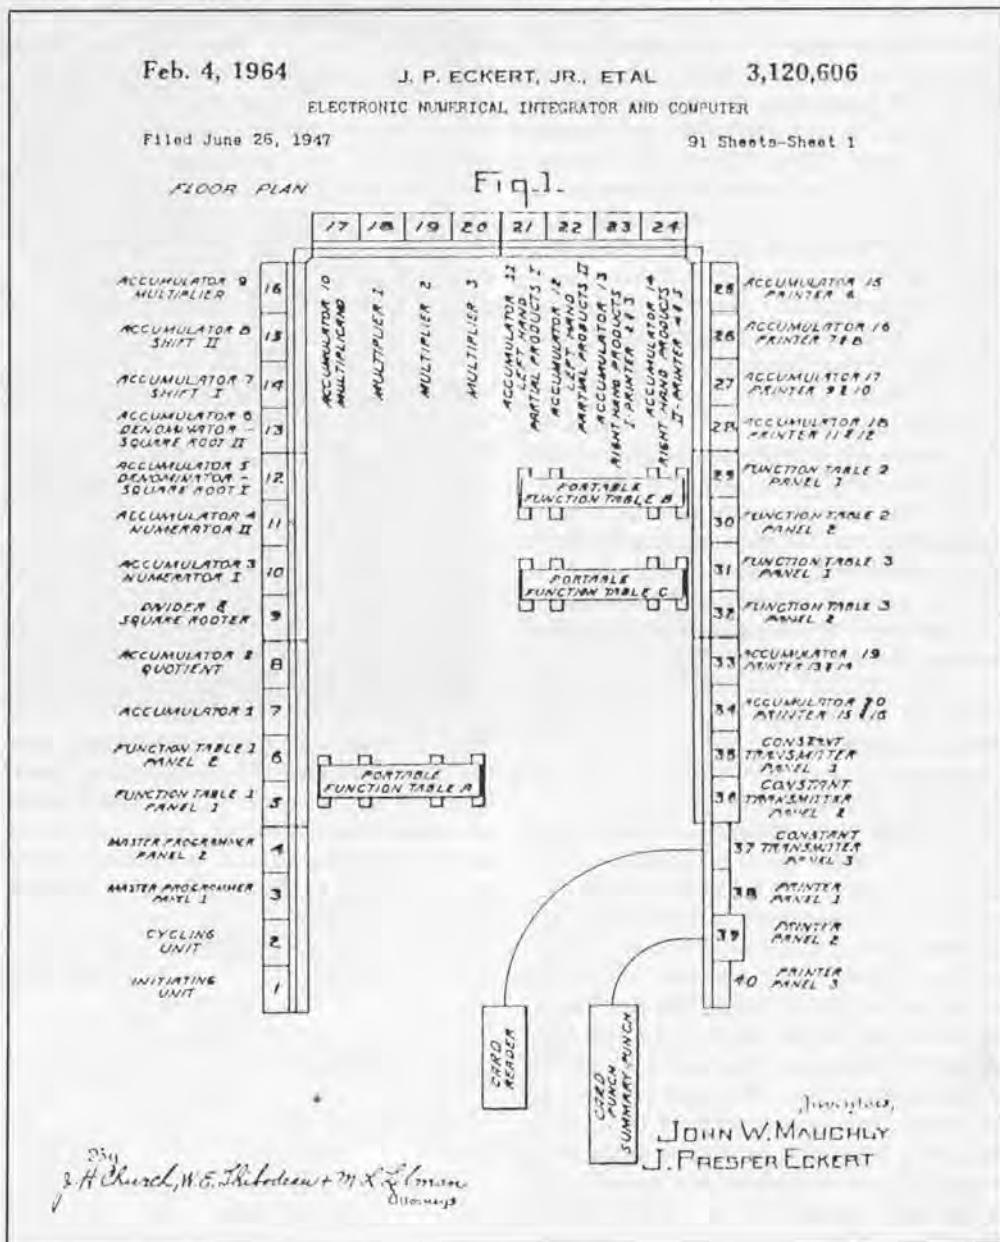 Feb. 4, 1964
J. P. ECKERT, JR., ETAL
3,120,606
ELECTRONIC NUMERICAL INTEGRATOR AND COMPUTER
Filed June 26, 1947
91 Sheets-Sheet 1
FLOOR PLAN
Fig. 1.
17 18 19 20 21 22 23 24
ACCUMULATOR 10
MULTIPLICAND
MULTIPLIER 1
MULTIPLIER 2
MULTIPLIER 3
ACCUMULATOR 11
LEFT HAND
PARTIAL PRODUCTS I
ACCUMULATOR 12
LEFT HAND
PARTIAL PRODUCTS II
ACCUMULATOR 13
RIGHT HAND PRODUCTS
I-PRINTER 2 & 3
ACCUMULATOR 14
RIGHT HAND PRODUCTS
II-PRINTER 4 & 5
ACCUMULATOR 9
MULTIPLIER
16
ACCUMULATOR 8
SHIFT II
15
ACCUMULATOR 7
SHIFT I
14
ACCUMULATOR 6
DENOMINATOR -
SQUARE ROOT II
13
ACCUMULATOR 5
DENOMINATOR -
SQUARE ROOT I
12
ACCUMULATOR 4
NUMERATOR II
11
ACCUMULATOR 3
NUMERATOR I
10
DIVIDER &
SQUARE ROOTER
9
ACCUMULATOR 2
QUOTIENT
8
ACCUMULATOR 1
7
FUNCTION TABLE 1
PANEL 2
6
FUNCTION TABLE 1
PANEL 1
5
MASTER PROGRAMMER
PANEL 2
4
MASTER PROGRAMMER
PANEL 1
3
CYCLING
UNIT
2
INITIATING
UNIT
1
PORTABLE
FUNCTION TABLE B
PORTABLE
FUNCTION TABLE C
PORTABLE
FUNCTION TABLE A
25
ACCUMULATOR 15
PRINTER 6
26
ACCUMULATOR 16
PRINTER 7 & 8
27
ACCUMULATOR 17
PRINTER 9 & 10
28
ACCUMULATOR 18
PRINTER 11 & 12
29
FUNCTION TABLE 2
PANEL 1
30
FUNCTION TABLE 2
PANEL 2
31
FUNCTION TABLE 3
PANEL 1
32
FUNCTION TABLE 3
PANEL 2
33
ACCUMULATOR 19
PRINTER 13 & 14
34
ACCUMULATOR 20
PRINTER 15 & 16
35
CONSTANT
TRANSMITTER
PANEL 1
36
CONSTANT
TRANSMITTER
PANEL 2
37
CONSTANT
TRANSMITTER
PANEL 3
38
PRINTER
PANEL 1
39
PRINTER
PANEL 2
40
PRINTER
PANEL 3
CARD
READER
CARD
PUNCH
SUMMARY PUNCH
Inventors,
JOHN W. MAUCHLY
J. PRESPER ECKERT
By
J. H. Church, W. E. Thibodeau +
Attorneys